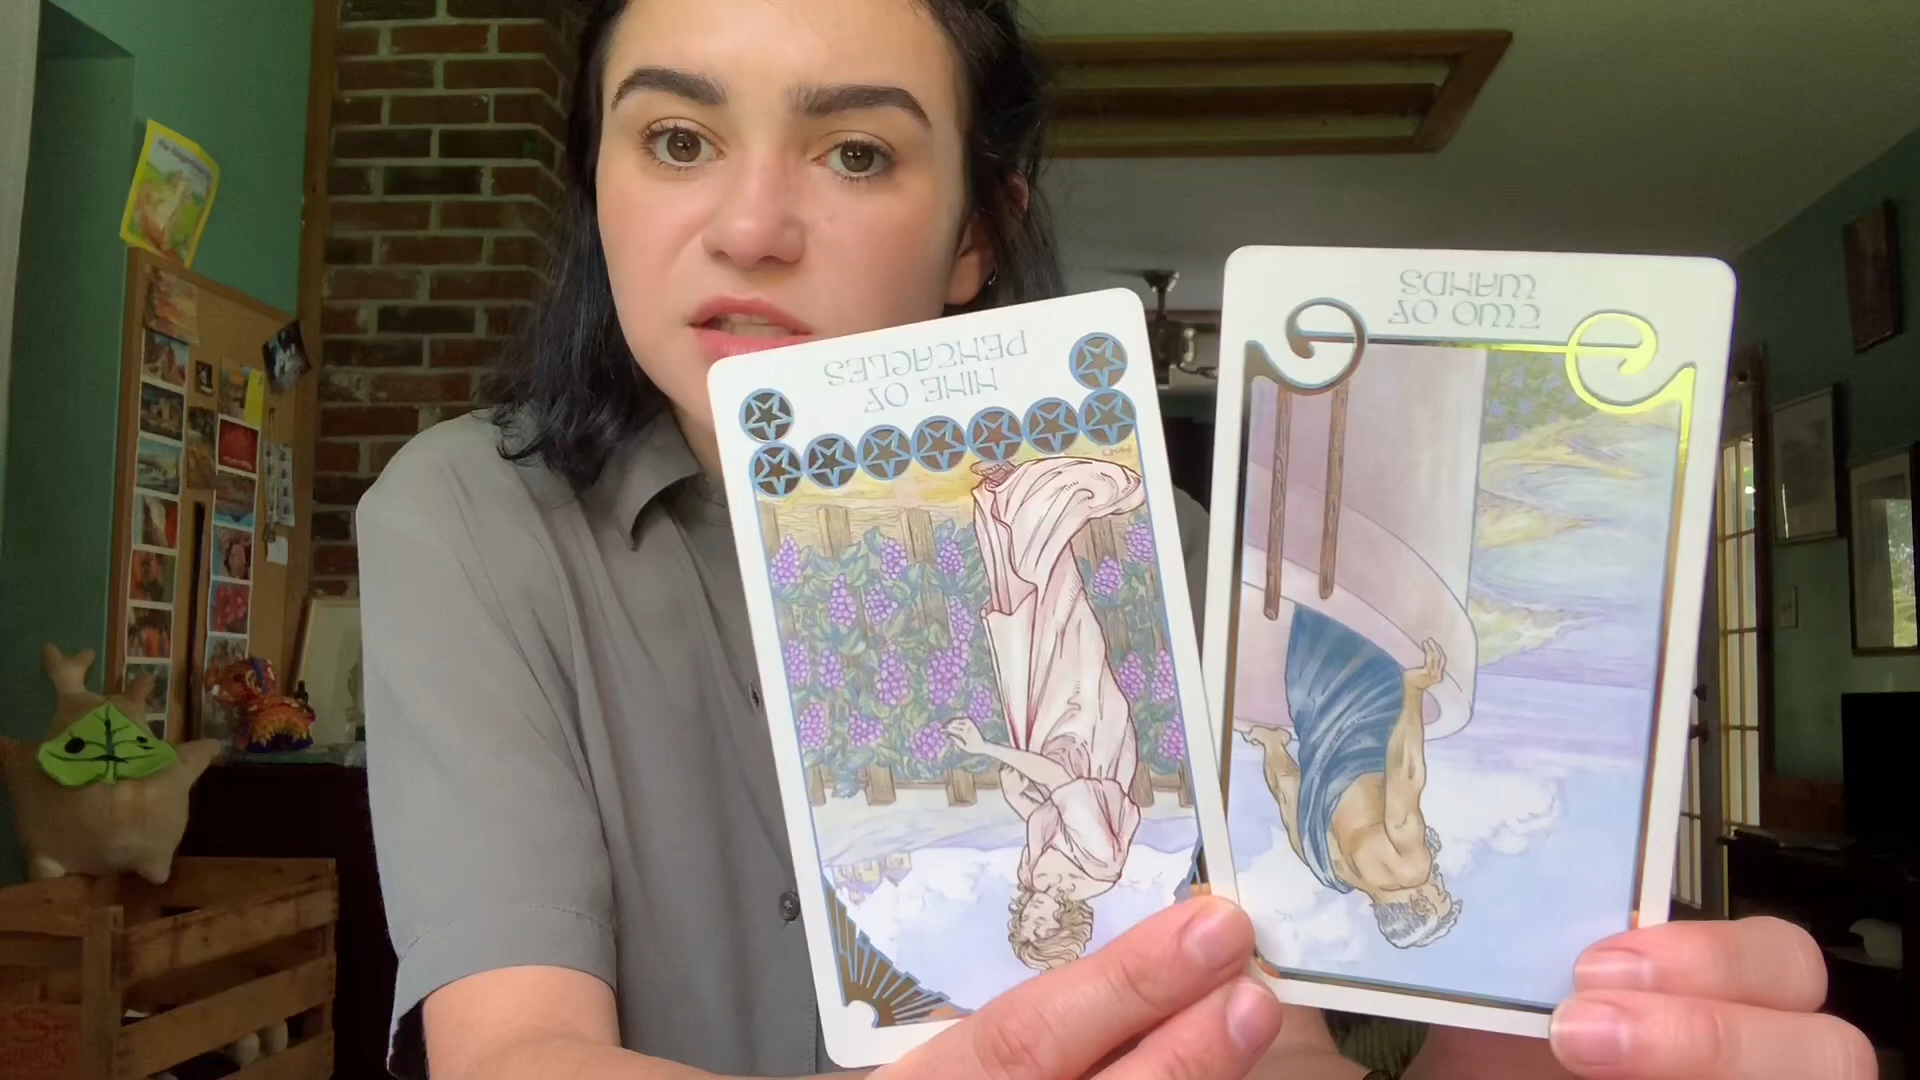 NINE OF
PENTACLES
TWO OF
WANDS